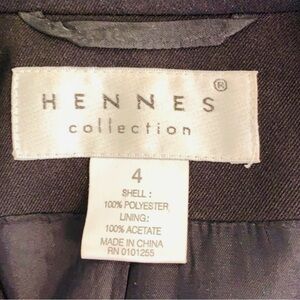 HENNES®
collection
4
SHELL:
100% POLYESTER
LINING:
100% ACETATE
MADE IN CHINA
RN 0101255